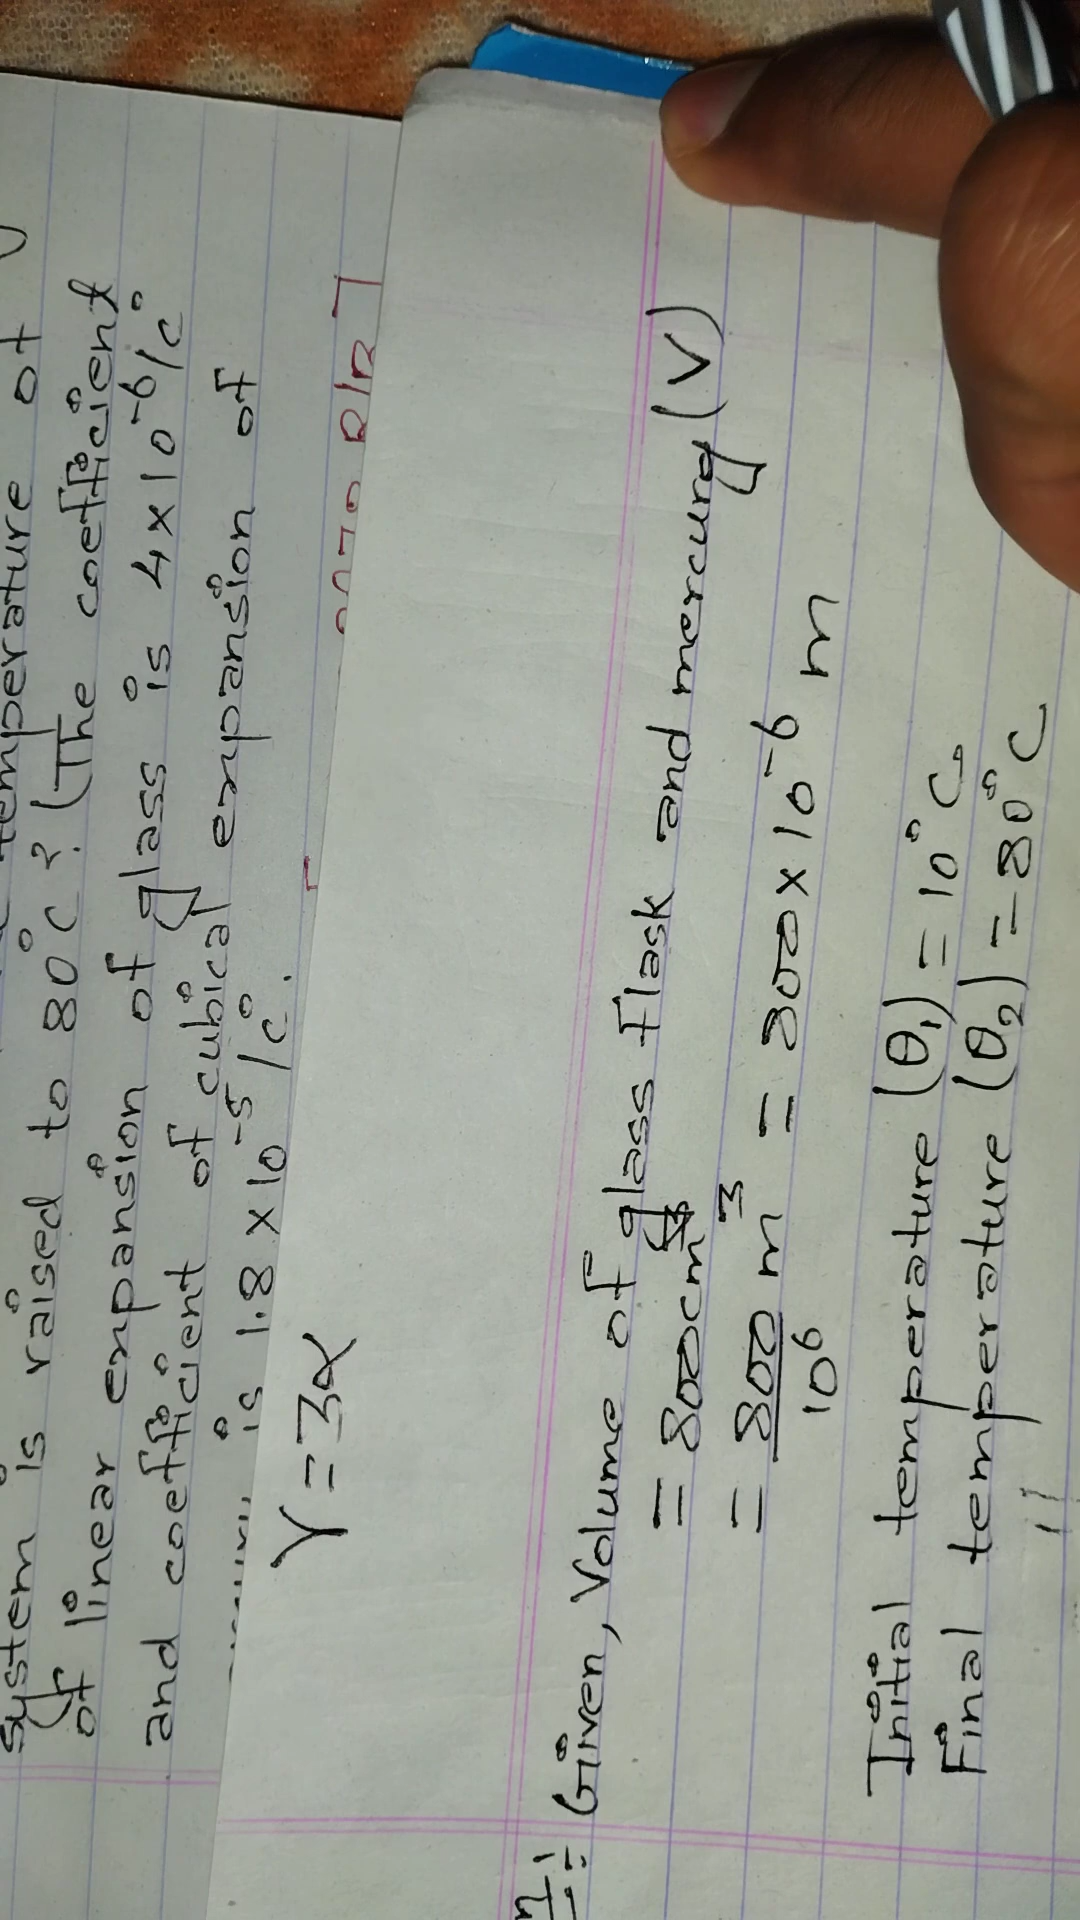 temperature of
system is raised to 80°C? (The coefficient
of linear expansion of glass is 4×10⁻⁶/c°
and coefficient of cubical expansion of
is 1.8 × 10⁻⁵/c°.
γ = 3α
Given, Volume of glass flask and mercury (V)
= 800cm³
= 800/10⁶ m³ = 800×10⁻⁶ m
Initial temperature (θ₁) = 10°C
Final temperature (θ₂) = 80°C